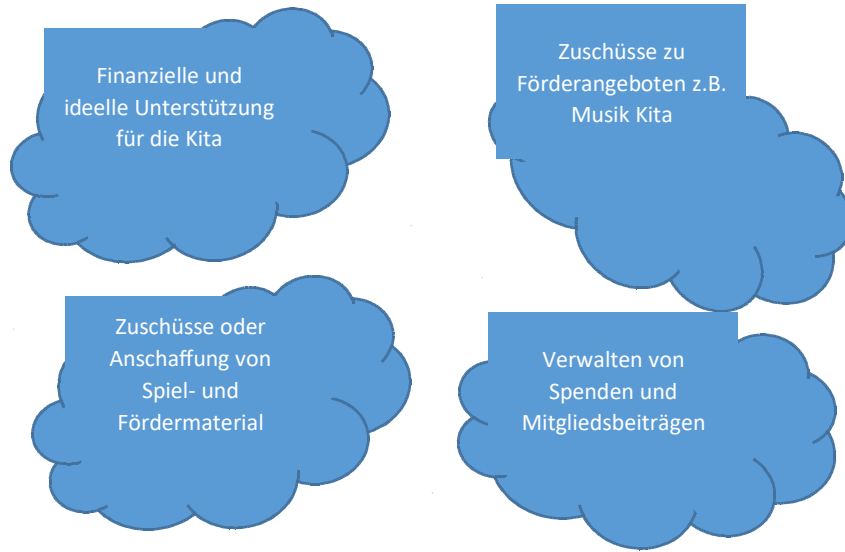 Finanzielle und
ideelle Unterstützung
für die Kita
Zuschüsse zu
Förderangeboten z.B.
Musik Kita
Zuschüsse oder
Anschaffung von
Spiel- und
Fördermaterial
Verwalten von
Spenden und
Mitgliedsbeiträgen